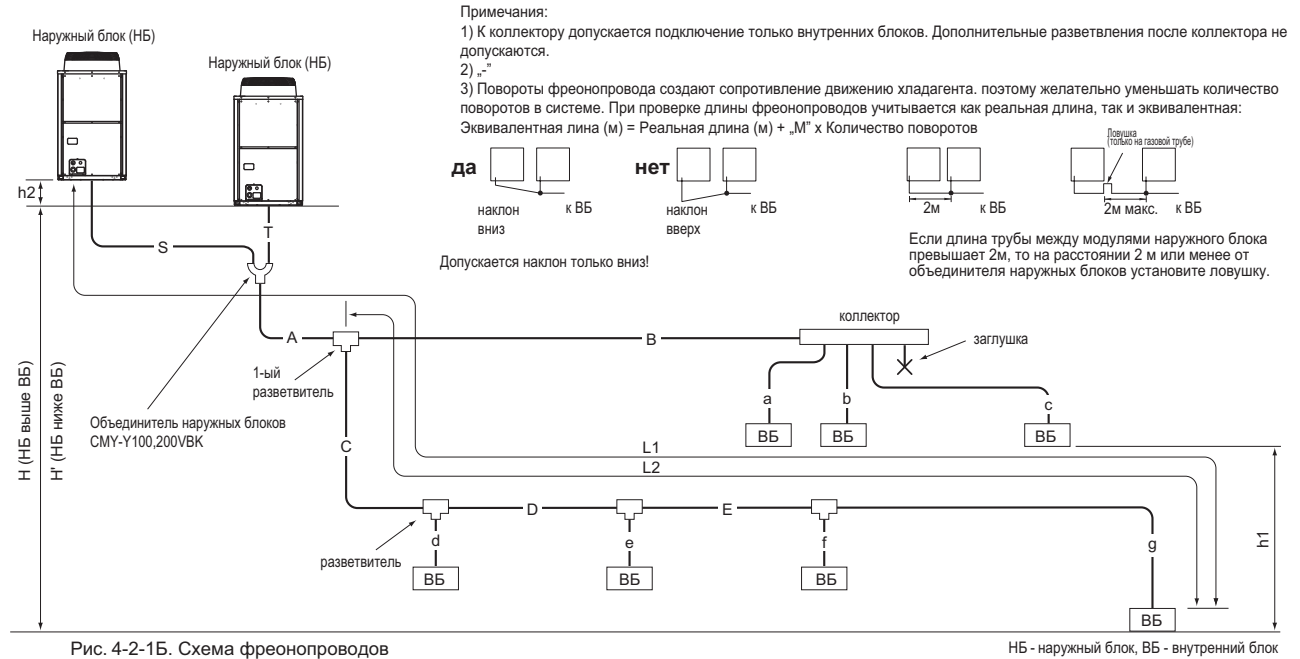 Примечания:
1) К коллектору допускается подключение только внутренних блоков. Дополнительные разветвления после коллектора не
допускаются.
2) „-”
3) Повороты фреонопровода создают сопротивление движению хладагента. поэтому желательно уменьшать количество
поворотов в системе. При проверке длины фреонопроводов учитывается как реальная длина, так и эквивалентная:
Эквивалентная лина (м) = Реальная длина (м) + „М” х Количество поворотов
Наружный блок (НБ)
Наружный блок (НБ)
да
наклон
вниз
к ВБ
нет
наклон
вверх
к ВБ
2м
к ВБ
Ловушка
(только на газовой трубе)
2м макс.
к ВБ
Допускается наклон только вниз!
Если длина трубы между модулями наружного блока
превышает 2м, то на расстоянии 2 м или менее от
объединителя наружных блоков установите ловушку.
h2
S
T
A
B
коллектор
заглушка
1-ый
разветвитель
Объединитель наружных блоков
CMY-Y100,200VBK
H (НБ выше ВБ)
H' (НБ ниже ВБ)
a
b
c
ВБ
ВБ
ВБ
C
L1
L2
D
E
d
e
f
g
h1
разветвитель
ВБ
ВБ
ВБ
ВБ
Рис. 4-2-1Б. Схема фреонопроводов
НБ - наружный блок, ВБ - внутренний блок